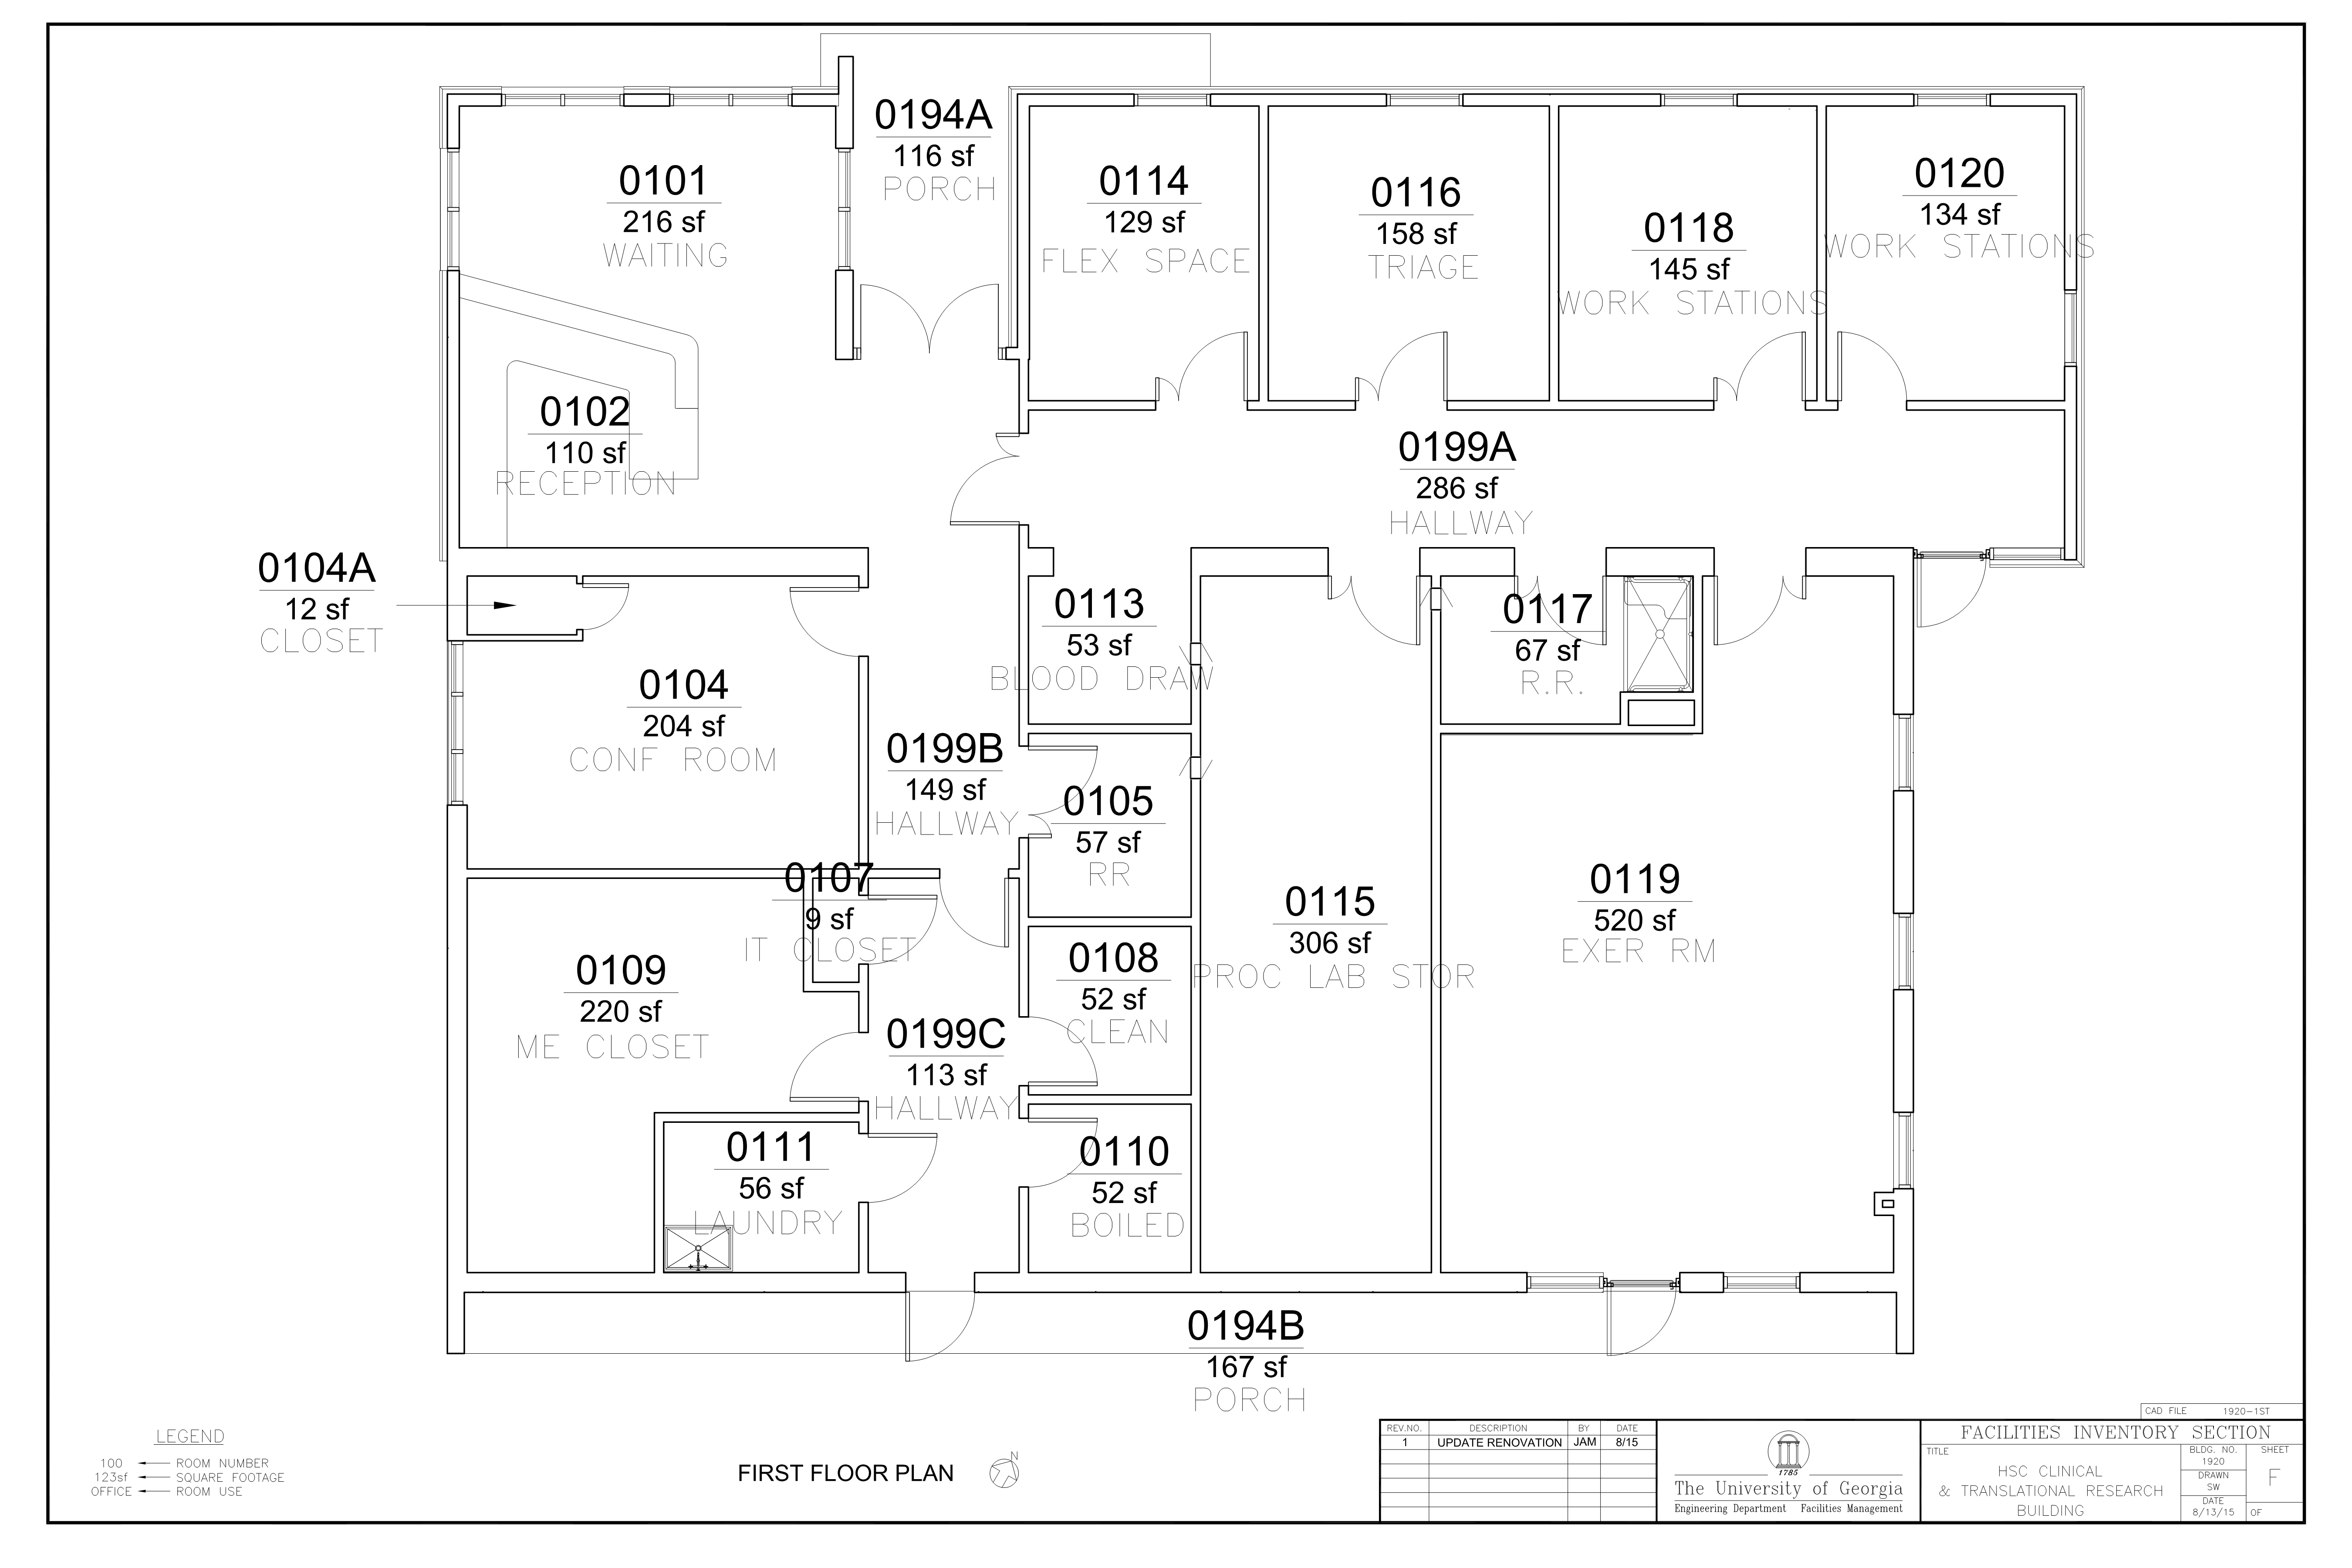 0194A
116 sf
PORCH
0101
216 sf
WAITING
0114
129 sf
FLEX SPACE
0116
158 sf
TRIAGE
0118
145 sf
WORK STATIONS
0120
134 sf
WORK STATIONS
0102
110 sf
RECEPTION
0199A
286 sf
HALLWAY
0104A
12 sf
CLOSET
0113
53 sf
BLOOD DRAW
0117
67 sf
R.R.
0104
204 sf
CONF ROOM
0199B
149 sf
HALLWAY
0105
57 sf
RR
0107
9 sf
IT CLOSET
0115
306 sf
PROC LAB STOR
0119
520 sf
EXER RM
0109
220 sf
ME CLOSET
0108
52 sf
CLEAN
0199C
113 sf
HALLWAY
0111
56 sf
LAUNDRY
0110
52 sf
BOILED
0194B
167 sf
PORCH
LEGEND
100 ROOM NUMBER
123sf SQUARE FOOTAGE
OFFICE ROOM USE
FIRST FLOOR PLAN
N
REV.NO. DESCRIPTION BY DATE
1 UPDATE RENOVATION JAM 8/15
1785
The University of Georgia
Engineering Department Facilities Management
CAD FILE 1920-1ST
FACILITIES INVENTORY SECTION
TITLE
HSC CLINICAL
& TRANSLATIONAL RESEARCH
BUILDING
BLDG. NO.
1920
DRAWN
SW
DATE
8/13/15
SHEET
F
OF